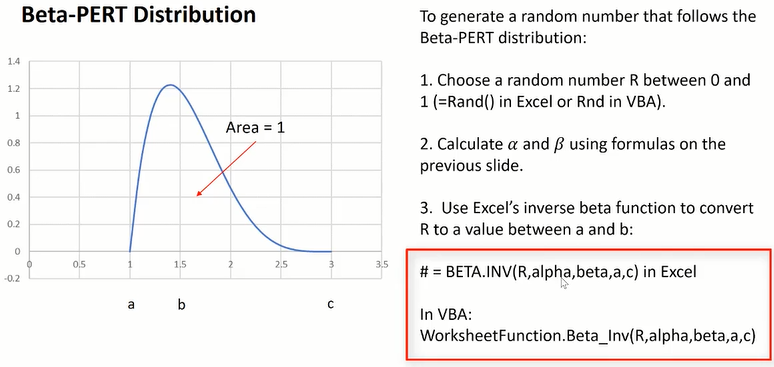 Beta-PERT Distribution
1.4
1.2
1
0.8
0.6
0.4
0.2
0
-0.2
0
0.5
1
1.5
2
2.5
3
3.5
Area = 1
a
b
c
To generate a random number that follows the
Beta-PERT distribution:
1. Choose a random number R between 0 and
1 (=Rand() in Excel or Rnd in VBA).
2. Calculate α and β using formulas on the
previous slide.
3. Use Excel’s inverse beta function to convert
R to a value between a and b:
# = BETA.INV(R,alpha,beta,a,c) in Excel
In VBA:
WorksheetFunction.Beta_Inv(R,alpha,beta,a,c)